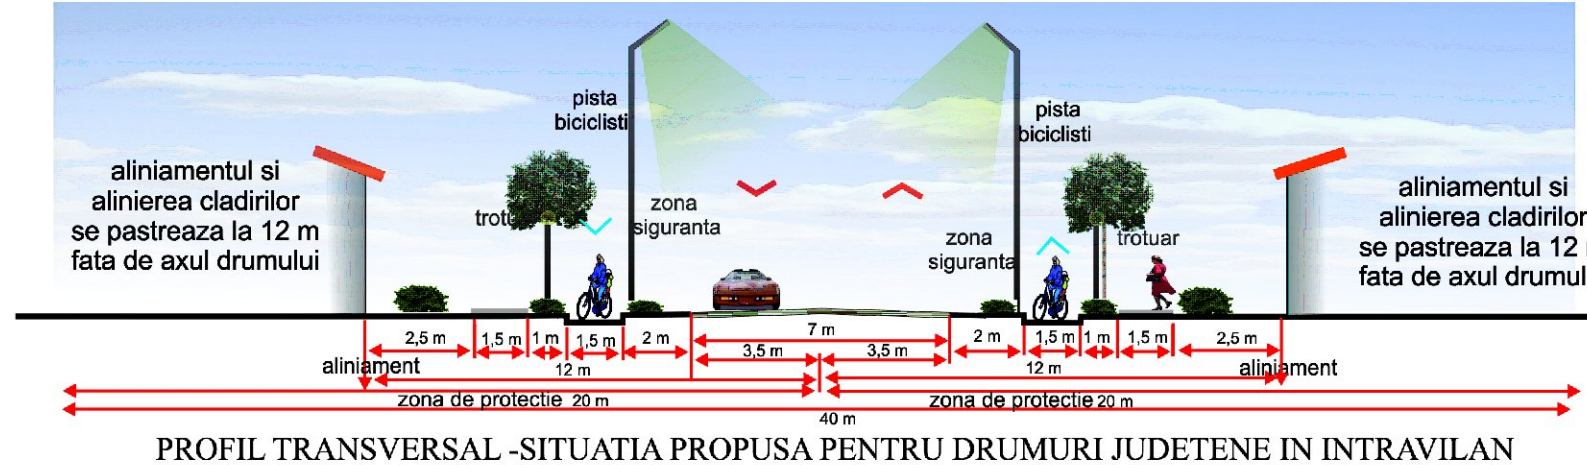 pista
biciclisti
pista
biciclisti
aliniamentul si
alinierea cladirilor
se pastreaza la 12 m
fata de axul drumului
aliniamentul si
alinierea cladirilor
se pastreaza la 12
fata de axul drumul
zona
siguranta
zona
siguranta
trotuar
2,5 m 1,5 m 1 m 1,5 m 2 m 7 m 2 m 1,5 m 1 m 1,5 m 2,5 m
3,5 m 3,5 m
aliniament 12 m 12 m aliniament
zona de protectie 20 m zona de protectie 20 m
40 m
PROFIL TRANSVERSAL -SITUATIA PROPUSA PENTRU DRUMURI JUDETENE IN INTRAVILAN